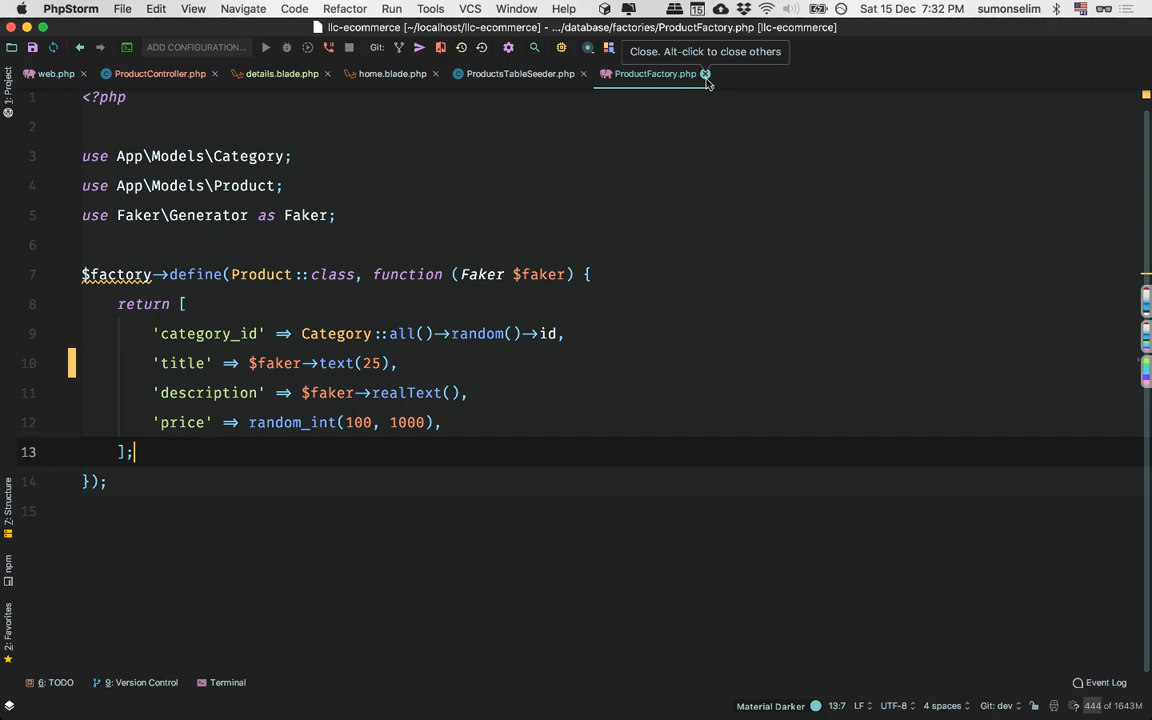 PhpStorm File Edit View Navigate Code Refactor Run Tools VCS Window Help 15 Sat 15 Dec 7:32 PM sumonselim
llc-ecommerce [~/localhost/llc-ecommerce] - .../database/factories/ProductFactory.php [llc-ecommerce]
ADD CONFIGURATION... Git: Close. Alt-click to close others
web.php ProductController.php details.blade.php home.blade.php ProductsTableSeeder.php ProductFactory.php
1: Project
1 <?php
2
3 use App\Models\Category;
4 use App\Models\Product;
5 use Faker\Generator as Faker;
6
7 $factory->define(Product::class, function (Faker $faker) {
8 return [
9 'category_id' => Category::all()->random()->id,
10 'title' => $faker->text(25),
11 'description' => $faker->realText(),
12 'price' => random_int(100, 1000),
13 ];
14 });
15
7: Structure
npm
2: Favorites
6: TODO 9: Version Control Terminal Event Log
Material Darker 13:7 LF UTF-8 4 spaces Git: dev 444 of 1643M